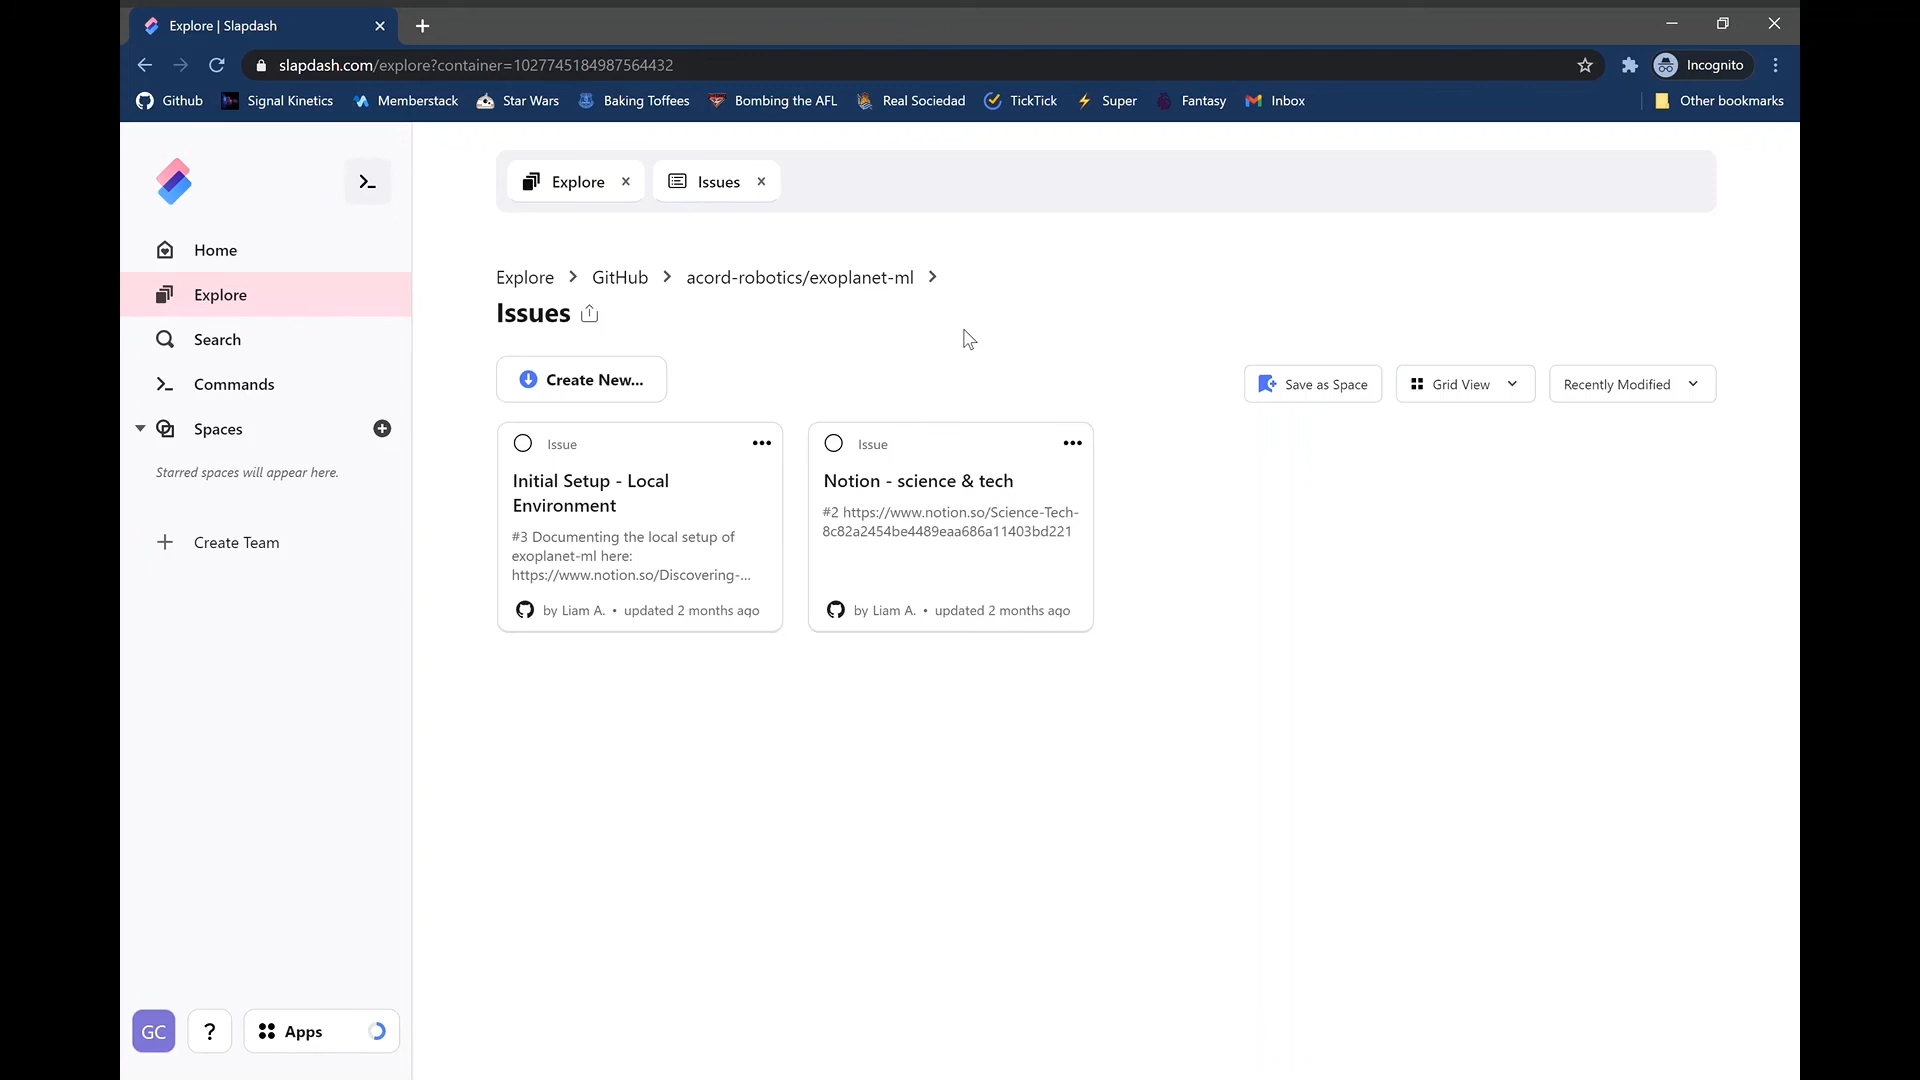 Explore | Slapdash
slapdash.com/explore?container=1027745184987564432
Incognito
Github
Signal Kinetics
Memberstack
Star Wars
Baking Toffees
Bombing the AFL
Real Sociedad
TickTick
Super
Fantasy
Inbox
Other bookmarks
Home
Explore
Search
Commands
Spaces
Starred spaces will appear here.
Create Team
GC
?
Apps
Explore
Issues
Explore > GitHub > acord-robotics/exoplanet-ml >
Issues
Create New...
Save as Space
Grid View
Recently Modified
Issue
Initial Setup - Local
Environment
#3 Documenting the local setup of
exoplanet-ml here:
https://www.notion.so/Discovering-...
by Liam A. • updated 2 months ago
Issue
Notion - science & tech
#2 https://www.notion.so/Science-Tech-
8c82a2454be4489eaa686a11403bd221
by Liam A. • updated 2 months ago